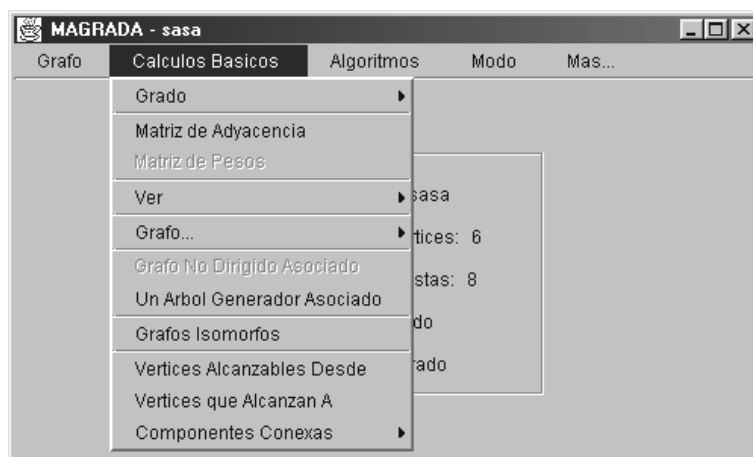 MAGRADA - sasa
Grafo Calculos Basicos Algoritmos Modo Mas...
Grado
Matriz de Adyacencia
Matriz de Pesos
Ver
sasa
Grafo...
tices: 6
Grafo No Dirigido Asociado
stas: 8
Un Arbol Generador Asociado
do
Grafos Isomorfos
Vertices Alcanzables Desde
rado
Vertices que Alcanzan A
Componentes Conexas